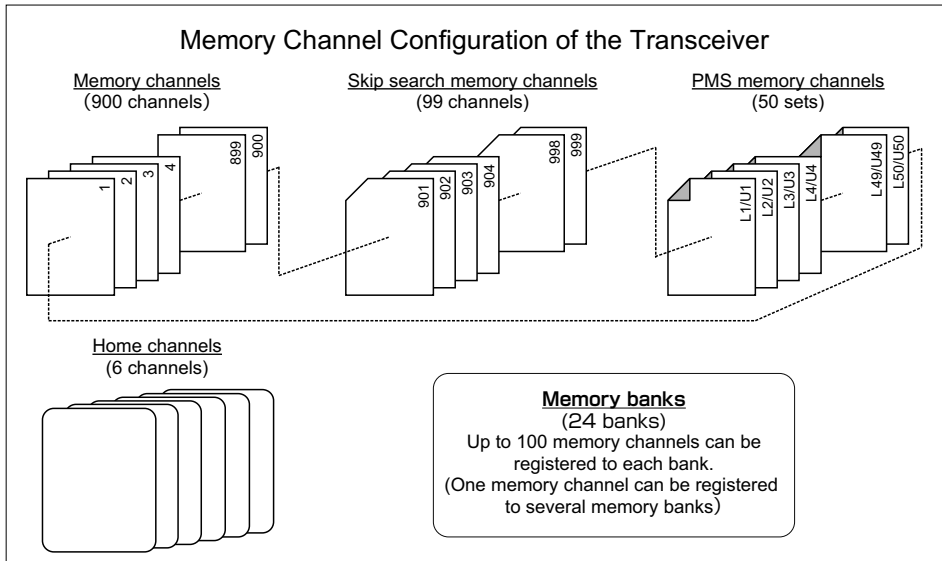 Memory Channel Configuration of the Transceiver
Memory channels
(900 channels)
1
2
3
4
899
900
Skip search memory channels
(99 channels)
901
902
903
904
998
999
PMS memory channels
(50 sets)
L1/U1
L2/U2
L3/U3
L4/U4
L49/U49
L50/U50
Home channels
(6 channels)
Memory banks
(24 banks)
Up to 100 memory channels can be
registered to each bank.
(One memory channel can be registered
to several memory banks)